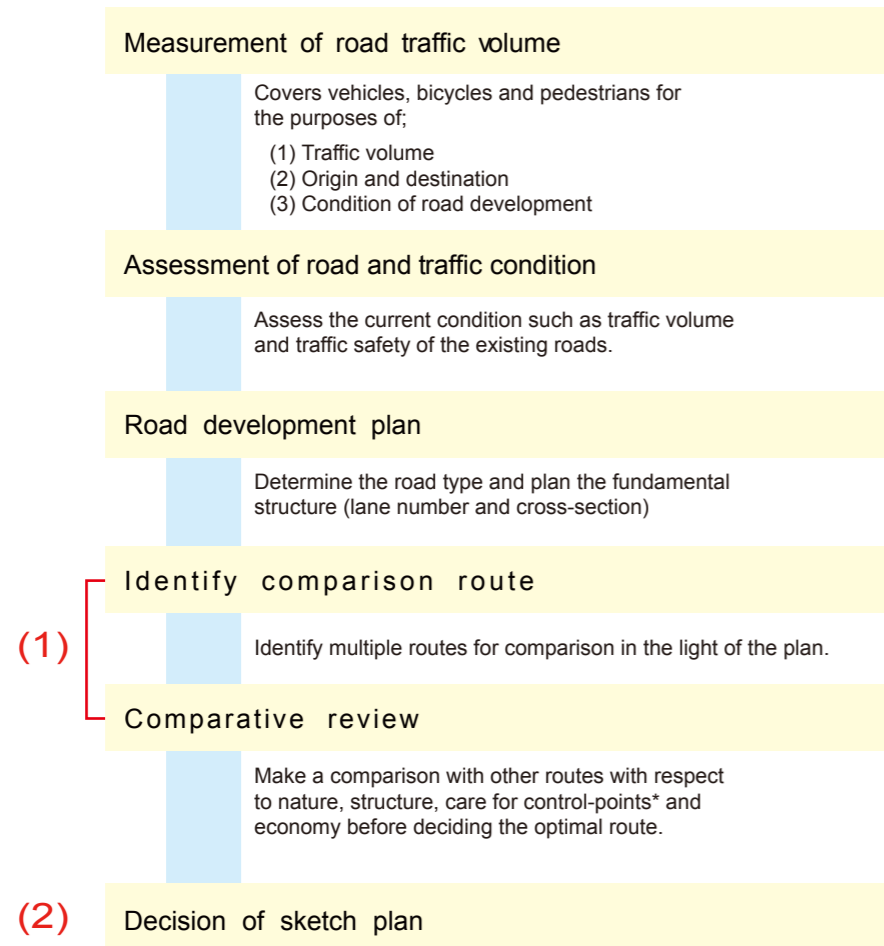 Measurement of road traffic volume
Covers vehicles, bicycles and pedestrians for
the purposes of;
(1) Traffic volume
(2) Origin and destination
(3) Condition of road development
Assessment of road and traffic condition
Assess the current condition such as traffic volume
and traffic safety of the existing roads.
Road development plan
Determine the road type and plan the fundamental
structure (lane number and cross-section)
Identify comparison route
(1)
Identify multiple routes for comparison in the light of the plan.
Comparative review
Make a comparison with other routes with respect
to nature, structure, care for control-points* and
economy before deciding the optimal route.
(2) Decision of sketch plan